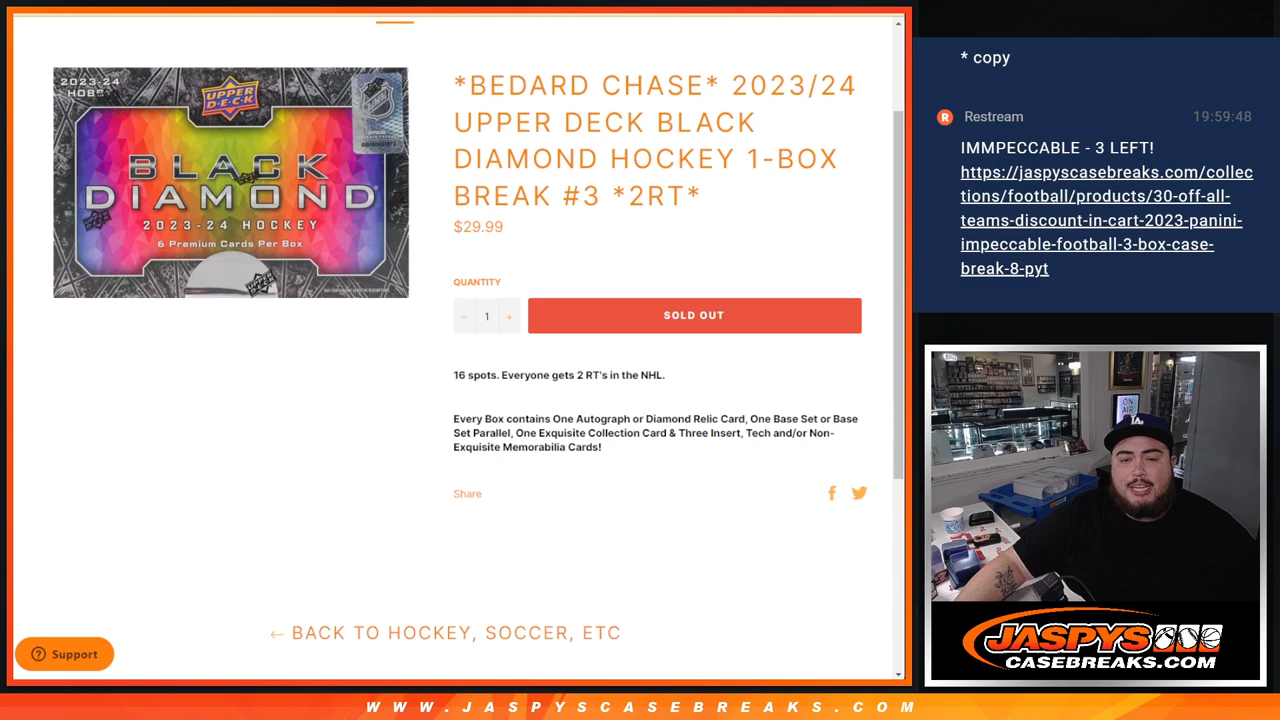 2023-24
HOBBY
UPPER
DECK
BLACK
DIAMOND
2023-24 HOCKEY
6 Premium Cards Per Box
*BEDARD CHASE* 2023/24
UPPER DECK BLACK
DIAMOND HOCKEY 1-BOX
BREAK #3 *2RT*
$29.99
QUANTITY
− 1 +
SOLD OUT
16 spots. Everyone gets 2 RT's in the NHL.
Every Box contains One Autograph or Diamond Relic Card, One Base Set or Base
Set Parallel, One Exquisite Collection Card & Three Insert, Tech and/or Non-
Exquisite Memorabilia Cards!
Share
← BACK TO HOCKEY, SOCCER, ETC
Support
* copy
R Restream 19:59:48
IMMPECCABLE - 3 LEFT!
https://jaspyscasebreaks.com/collec
tions/football/products/30-off-all-
teams-discount-in-cart-2023-panini-
impeccable-football-3-box-case-
break-8-pyt
ON
AIR
LA
JASPYS
CASEBREAKS.COM
WWW.JASPYSCASEBREAKS.COM